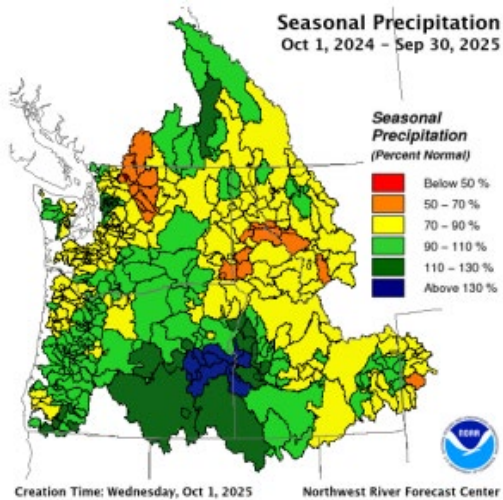 Seasonal Precipitation
Oct 1, 2024 - Sep 30, 2025
Seasonal
Precipitation
(Percent Normal)
Below 50 %
50 - 70 %
70 - 90 %
90 - 110 %
110 - 130 %
Above 130 %
NOAA
Creation Time: Wednesday, Oct 1, 2025
Northwest River Forecast Center